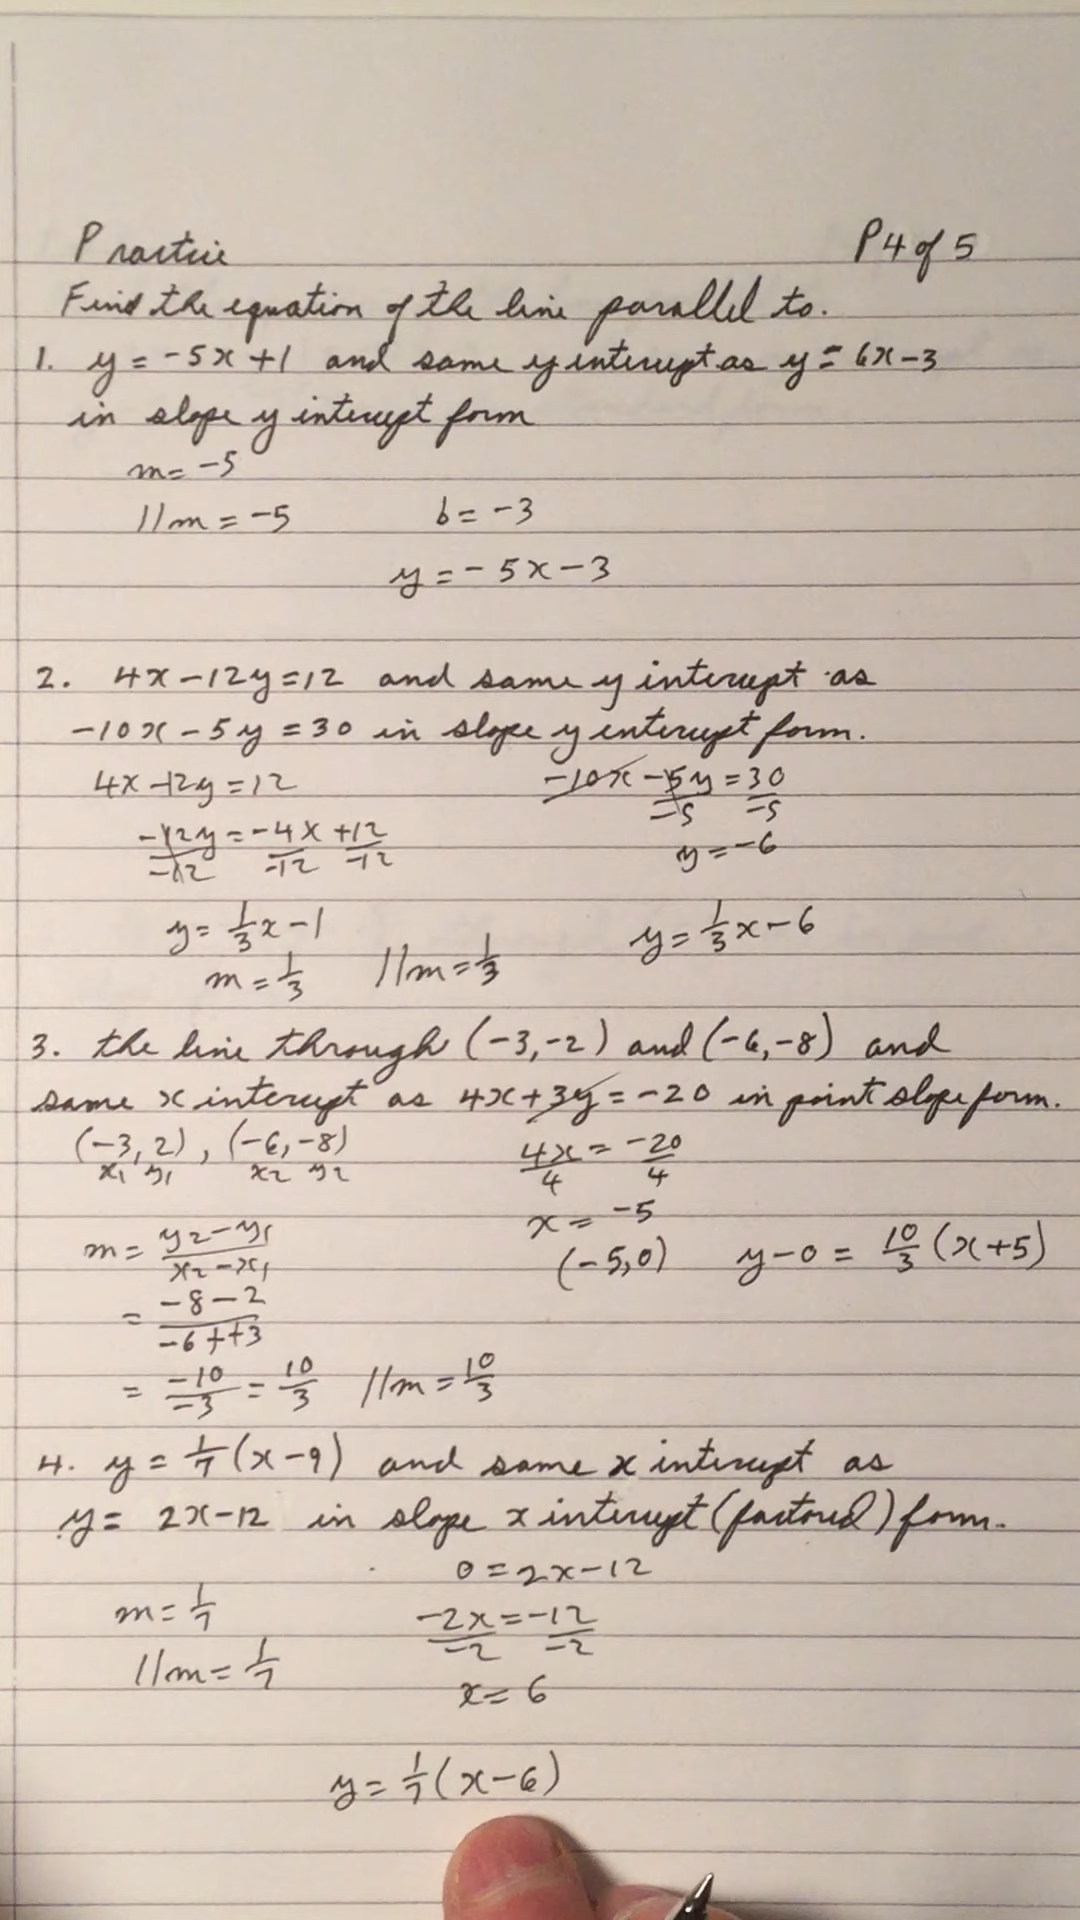 Practice P4 of 5
Find the equation of the line parallel to.
1. y = -5x+1 and same y intercept as y = 6x-3
in slope y intercept form
m = -5
//m = -5 b = -3
y = -5x-3
2. 4x-12y=12 and same y intercept as
-10x-5y=30 in slope y intercept form.
4x-12y=12 -10x-5y/-5 = 30/-5
-12y/-12 = -4x/-12 +12/-12 y = -6
y = 1/3 x - 1 y = 1/3 x - 6
m = 1/3 //m = 1/3
3. the line through (-3,-2) and (-6,-8) and
same x intercept as 4x+3y=-20 in point slope form.
(-3, 2), (-6,-8) 4x/4 = -20/4
x1 y1 x2 y2
x = -5
m = y2-y1/x2-x1 (-5,0) y-0 = 10/3 (x+5)
= -8-2/-6++3
= -10/-3 = 10/3 //m = 10/3
4. y = 1/7 (x-9) and same x intercept as
y = 2x-12 in slope x intercept (factored) form.
0 = 2x-12
m = 1/7 -2x/-2 = -12/-2
//m = 1/7 x = 6
y = 1/7 (x-6)